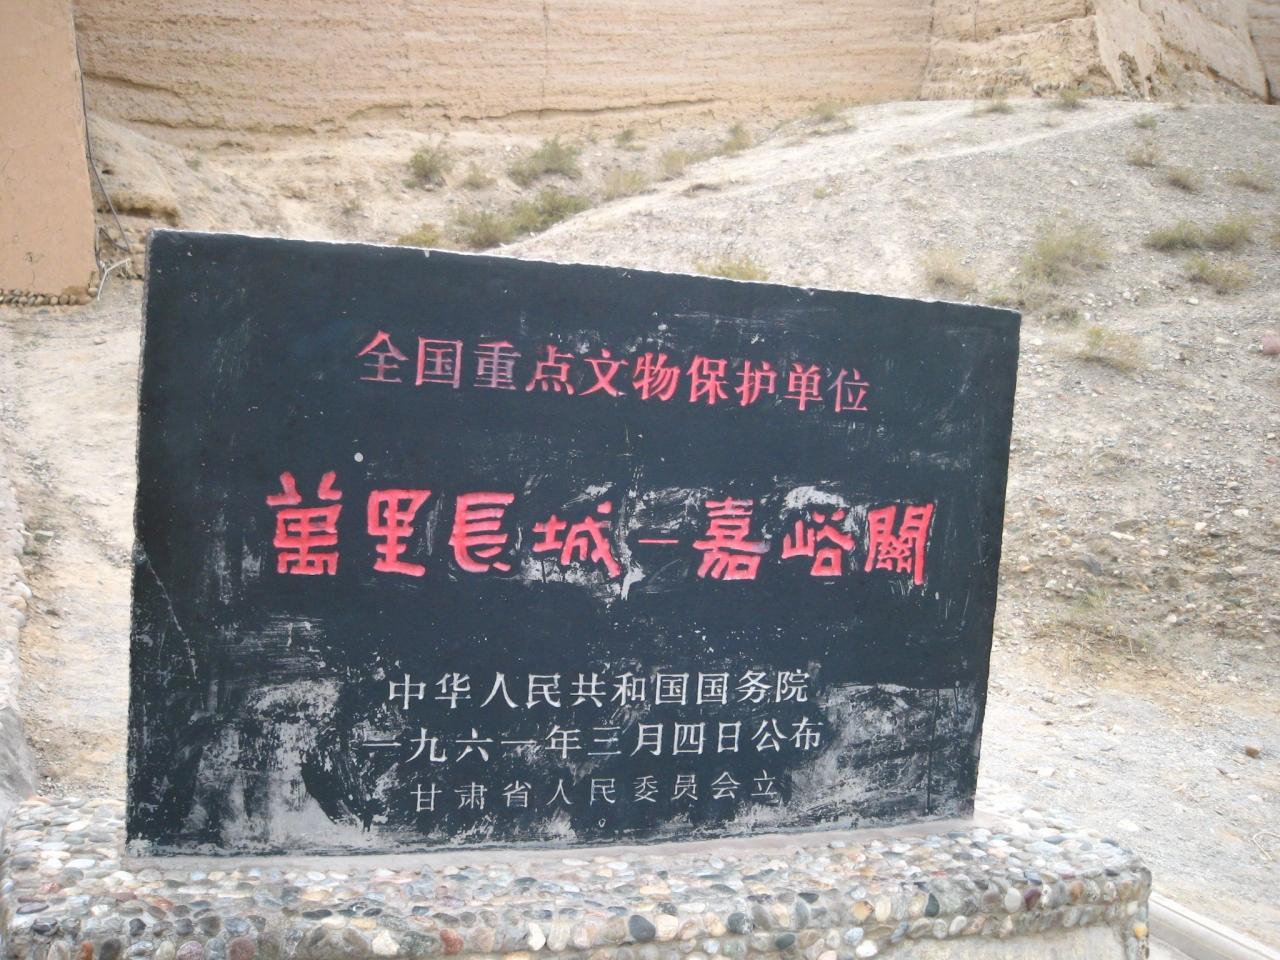 全国重点文物保护单位
萬里長城－嘉峪關
中华人民共和国国务院
一九六一年三月四日公布
甘肃省人民委员会立